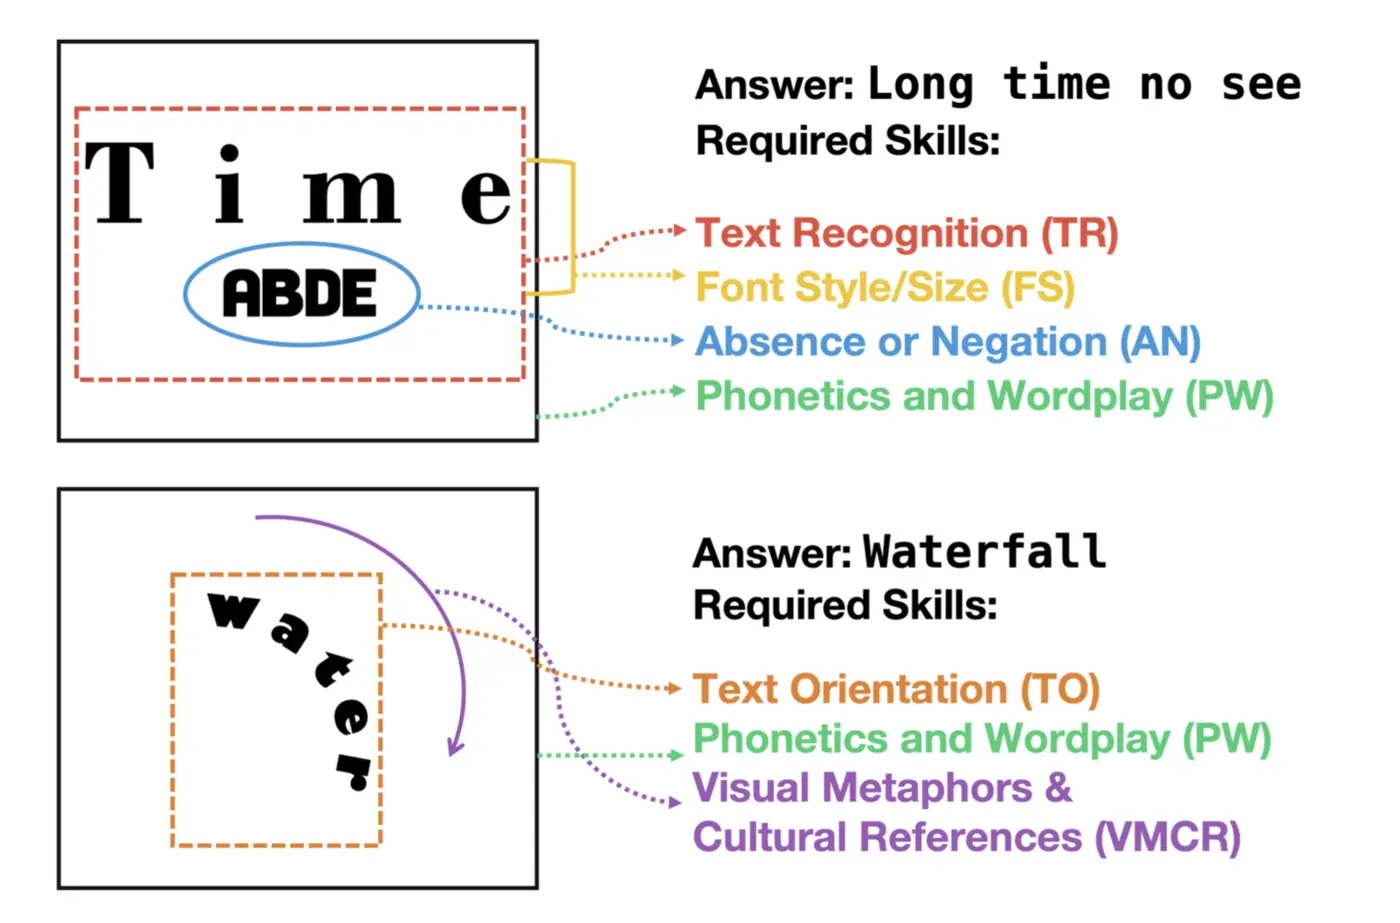 T i m e
ABDE
Answer: Long time no see
Required Skills:
Text Recognition (TR)
Font Style/Size (FS)
Absence or Negation (AN)
Phonetics and Wordplay (PW)
water
Answer: Waterfall
Required Skills:
Text Orientation (TO)
Phonetics and Wordplay (PW)
Visual Metaphors &
Cultural References (VMCR)